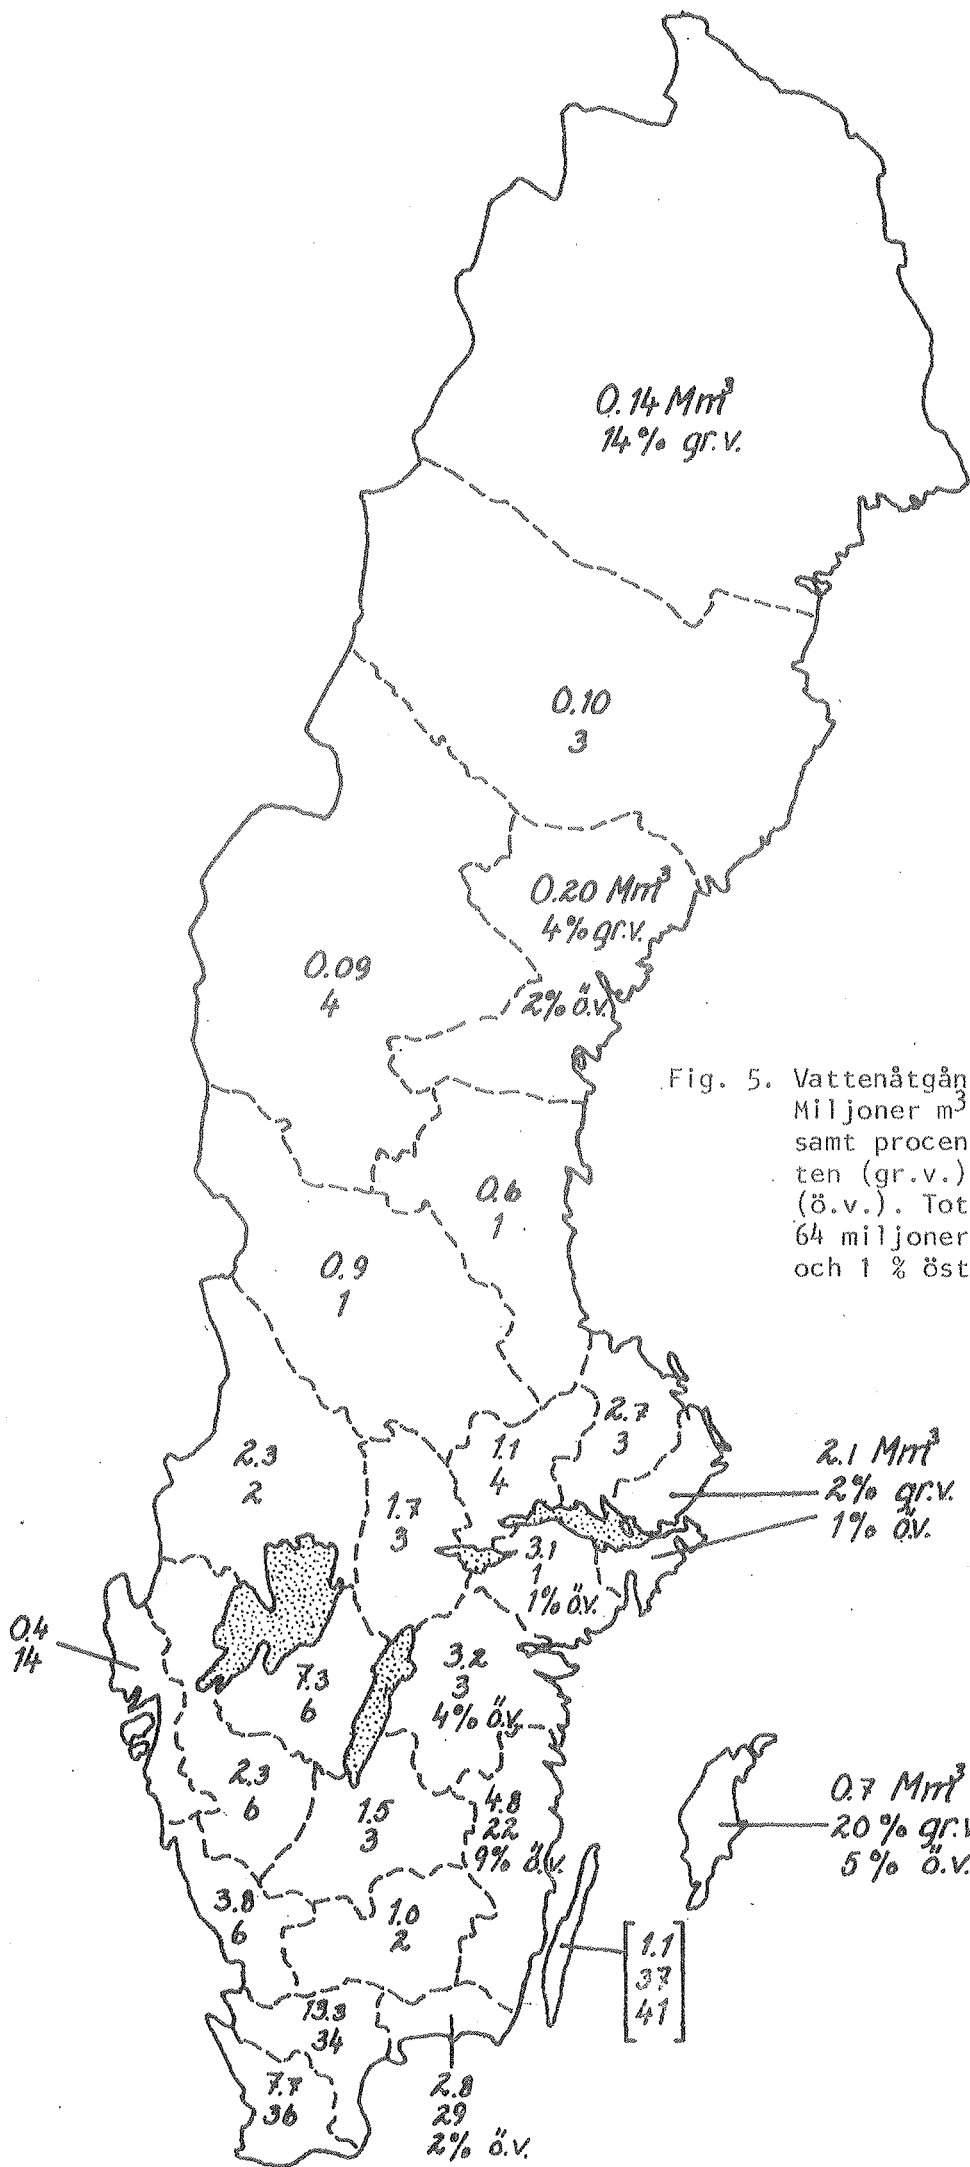 0.14 Mm³
14% gr.v.
0.10
3
0.20 Mm³
4% gr.v.
2% ö.v.
0.09
4
Fig. 5. Vattenåtgån
Miljoner m³
samt procen
ten (gr.v.)
(ö.v.). Tot
64 miljoner
och 1 % öst
0.6
1
0.9
1
2.7
3
1.1
4
2.3
2
2.1 Mm³
2% gr.v.
1% ö.v.
1.7
3
3.1
1
1% ö.v.
0.4
14
7.3
6
3.2
3
4% ö.v.
2.3
6
1.5
3
4.8
22
9% ö.v.
0.7 Mm³
20% gr.v
5% ö.v.
3.8
6
1.0
2
1.1
37
41
13.3
34
7.7
36
2.8
29
2% ö.v.